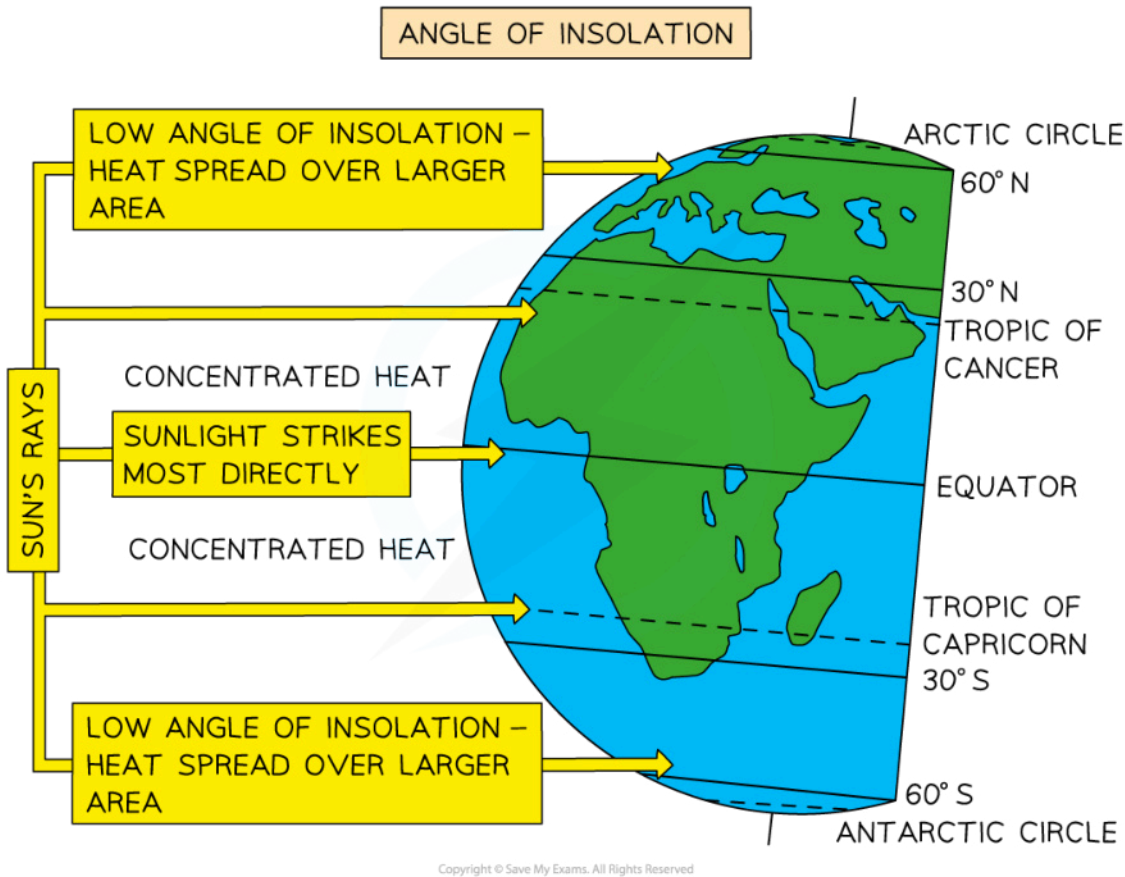 ANGLE OF INSOLATION
LOW ANGLE OF INSOLATION –
HEAT SPREAD OVER LARGER
AREA
ARCTIC CIRCLE
60° N
30° N
TROPIC OF
CANCER
CONCENTRATED HEAT
SUN'S RAYS
SUNLIGHT STRIKES
MOST DIRECTLY
EQUATOR
CONCENTRATED HEAT
TROPIC OF
CAPRICORN
30° S
LOW ANGLE OF INSOLATION –
HEAT SPREAD OVER LARGER
AREA
60° S
ANTARCTIC CIRCLE
Copyright © Save My Exams. All Rights Reserved